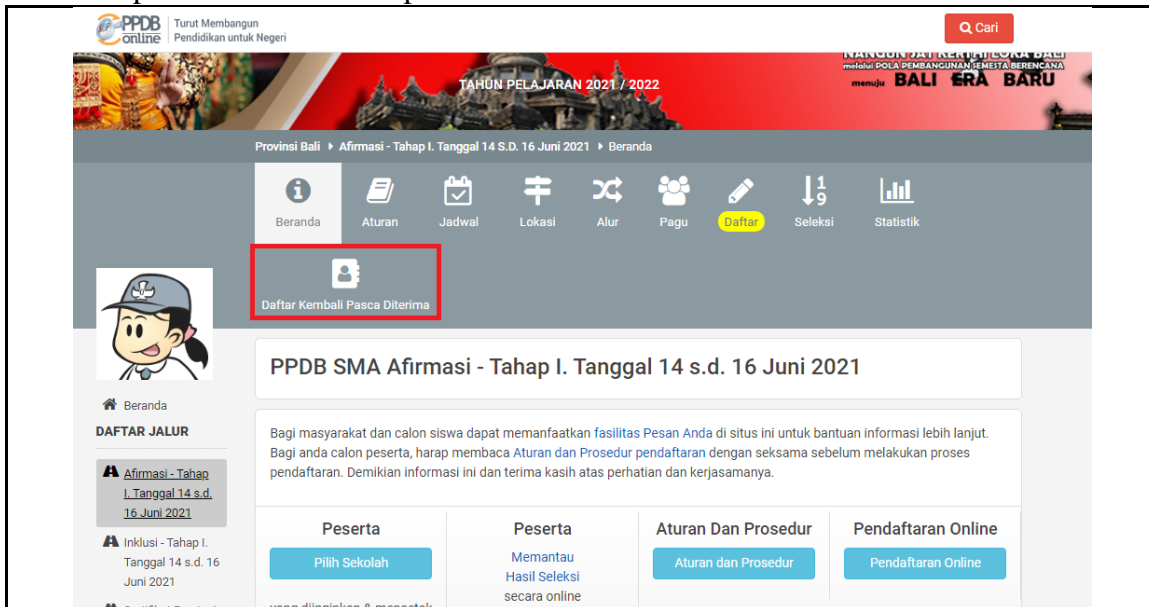 PPDB online
Turut Membangun
Pendidikan untuk Negeri
Cari
TAHUN PELAJARAN 2021 / 2022
melalui POLA PEMBANGUNAN SEMESTA BERENCANA
menuju BALI ERA BARU
Provinsi Bali Afirmasi - Tahap I. Tanggal 14 S.D. 16 Juni 2021 Beranda
Beranda Aturan Jadwal Lokasi Alur Pagu Daftar Seleksi Statistik
Daftar Kembali Pasca Diterima
PPDB SMA Afirmasi - Tahap I. Tanggal 14 s.d. 16 Juni 2021
Beranda
DAFTAR JALUR
Afirmasi - Tahap
I. Tanggal 14 s.d.
16 Juni 2021
Inklusi - Tahap I.
Tanggal 14 s.d. 16
Juni 2021
Bagi masyarakat dan calon siswa dapat memanfaatkan fasilitas Pesan Anda di situs ini untuk bantuan informasi lebih lanjut.
Bagi anda calon peserta, harap membaca Aturan dan Prosedur pendaftaran dengan seksama sebelum melakukan proses
pendaftaran. Demikian informasi ini dan terima kasih atas perhatian dan kerjasamanya.
Peserta
Pilih Sekolah
Peserta
Memantau
Hasil Seleksi
secara online
Aturan Dan Prosedur
Aturan dan Prosedur
Pendaftaran Online
Pendaftaran Online